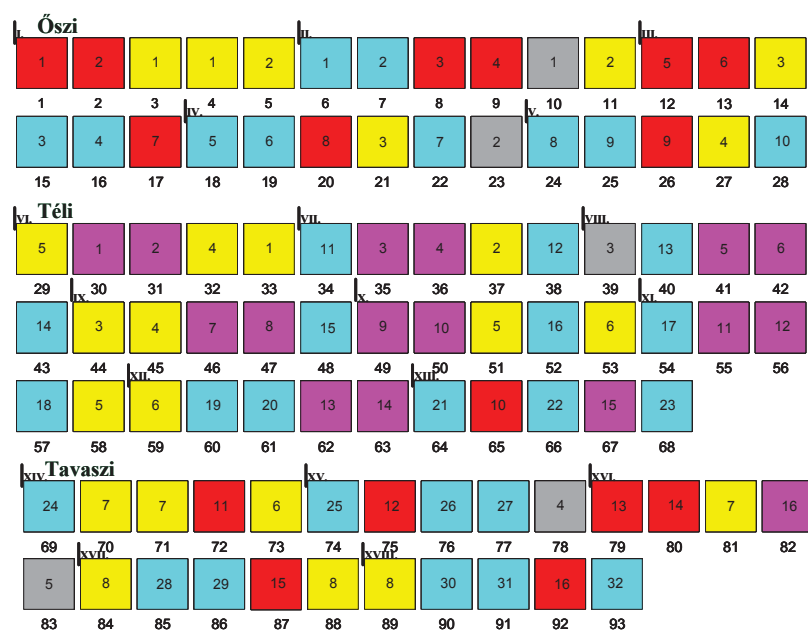 I. Őszi II. III.
1 2 1 1 2 1 2 3 4 1 2 5 6 3
1 2 3 4 5 6 7 8 9 10 11 12 13 14
IV. V.
3 4 7 5 6 8 3 7 2 8 9 9 4 10
15 16 17 18 19 20 21 22 23 24 25 26 27 28
VI. Téli VII. VIII.
5 1 2 4 1 11 3 4 2 12 3 13 5 6
29 30 31 32 33 34 35 36 37 38 39 40 41 42
IX. X. XI.
14 3 4 7 8 15 9 10 5 16 6 17 11 12
43 44 45 46 47 48 49 50 51 52 53 54 55 56
XII. XIII.
18 5 6 19 20 13 14 21 10 22 15 23
57 58 59 60 61 62 63 64 65 66 67 68
XIV. Tavaszi XV. XVI.
24 7 7 11 6 25 12 26 27 4 13 14 7 16
69 70 71 72 73 74 75 76 77 78 79 80 81 82
XVII. XVIII.
5 8 28 29 15 8 8 30 31 16 32
83 84 85 86 87 88 89 90 91 92 93